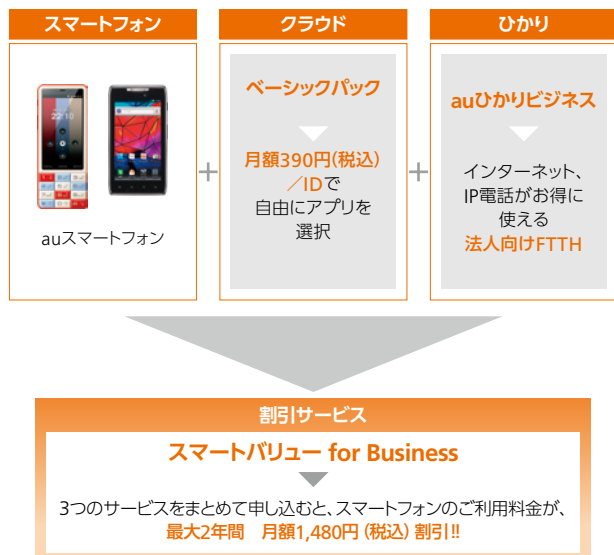 スマートフォン
クラウド
ひかり
22:10
auスマートフォン
+
ベーシックパック
月額390円(税込)
/IDで
自由にアプリを
選択
+
auひかりビジネス
インターネット、
IP電話がお得に
使える
法人向けFTTH
割引サービス
スマートバリュー for Business
3つのサービスをまとめて申し込むと、スマートフォンのご利用料金が、
最大2年間　月額1,480円(税込)割引!!